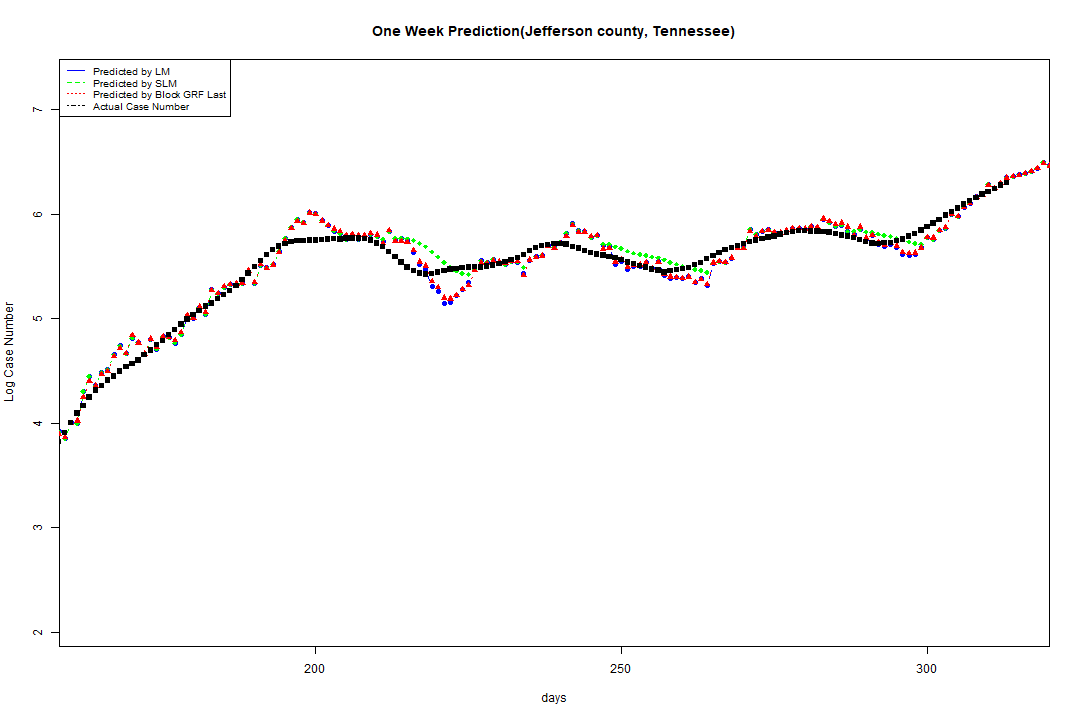 One Week Prediction(Jefferson county, Tennessee)
Predicted by LM
Predicted by SLM
Predicted by Block GRF Last
Actual Case Number
7
6
5
4
3
2
Log Case Number
200 250 300
days